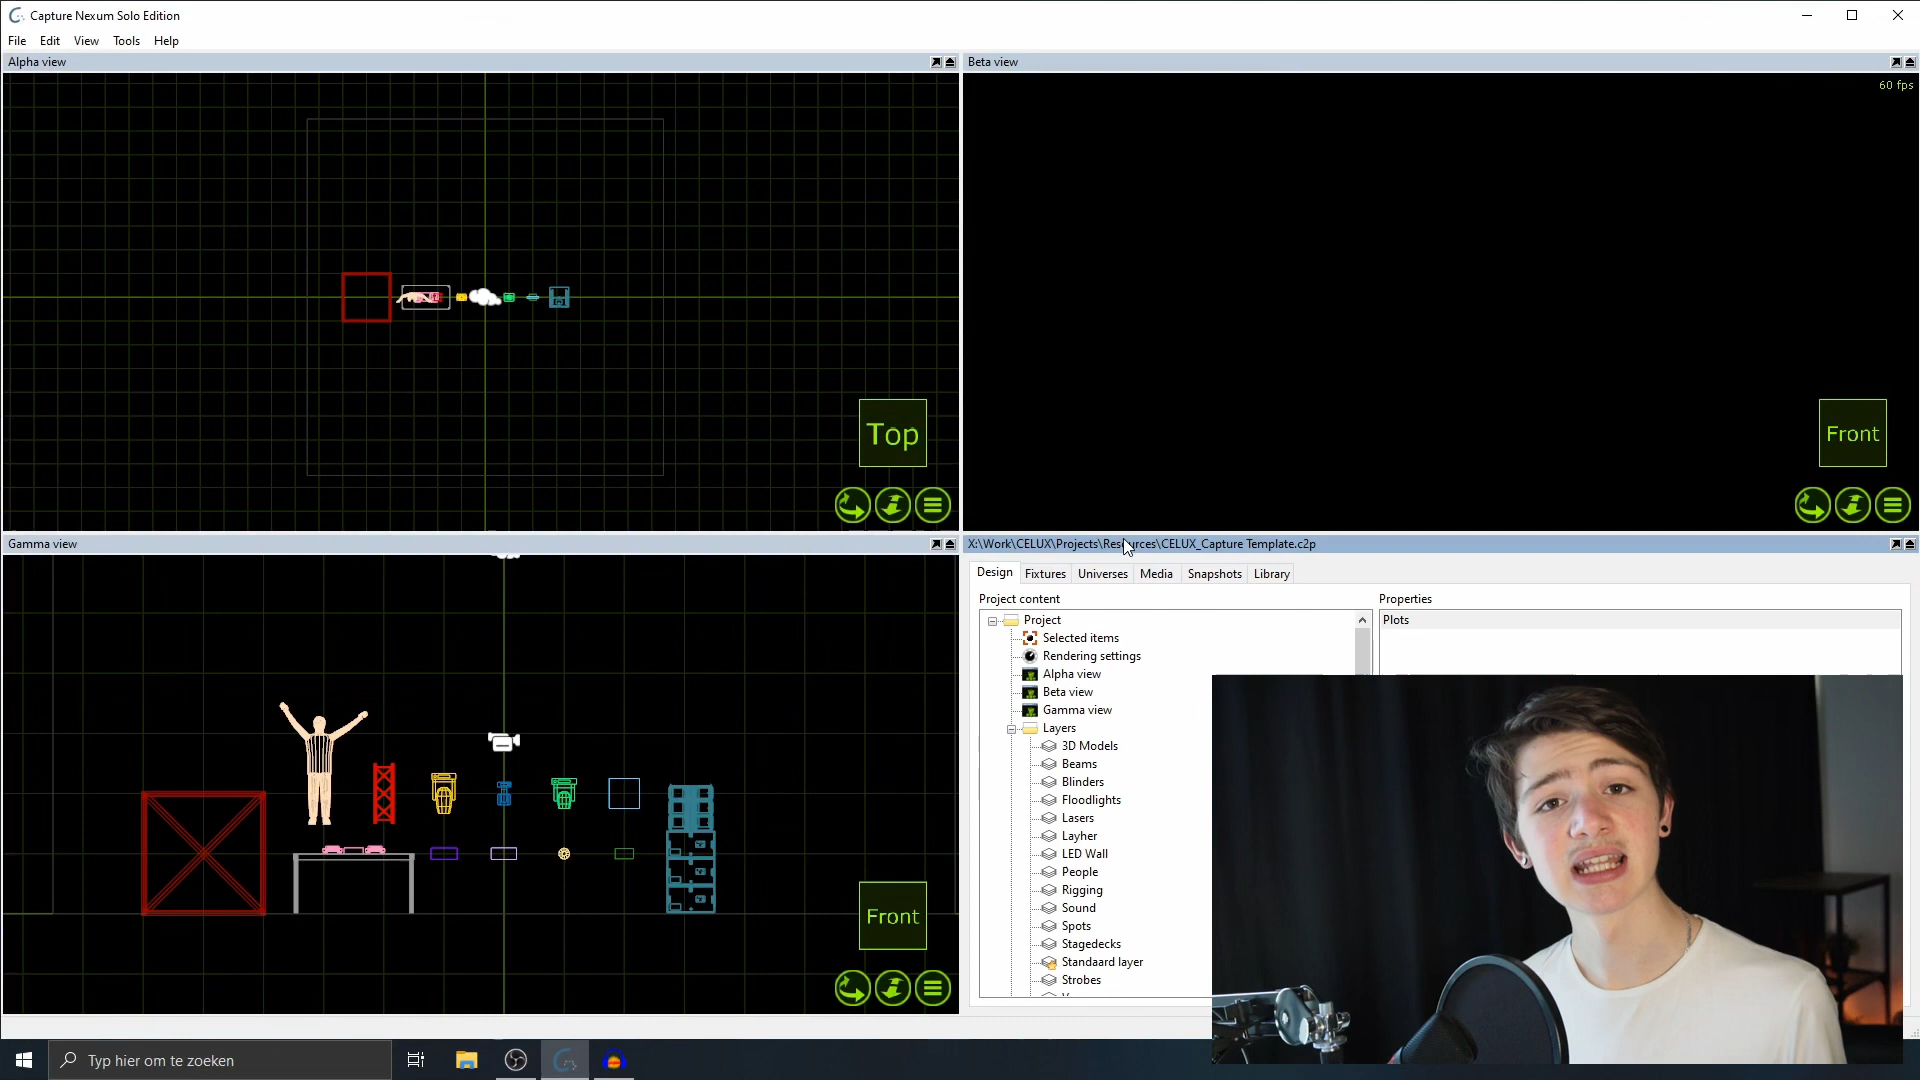 Capture Nexum Solo Edition
File Edit View Tools Help
Alpha view
Top
Beta view
60 fps
Front
Gamma view
Front
X:\Work\CELUX\Projects\Resources\CELUX_Capture Template.c2p
Design Fixtures Universes Media Snapshots Library
Project content
Project
Selected items
Rendering settings
Alpha view
Beta view
Gamma view
Layers
3D Models
Beams
Blinders
Floodlights
Lasers
Layher
LED Wall
People
Rigging
Sound
Spots
Stagedecks
Standaard layer
Strobes
Properties
Plots
Typ hier om te zoeken